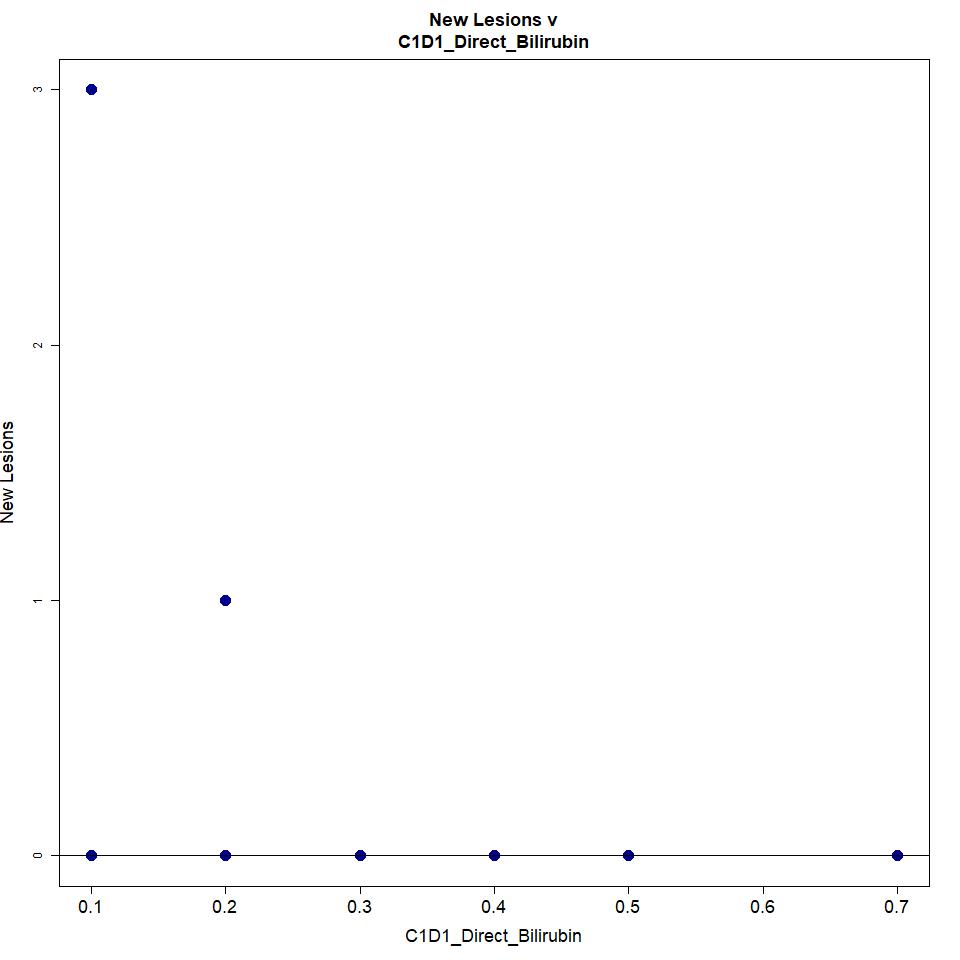 New Lesions v
C1D1_Direct_Bilirubin
3
2
1
0
New Lesions
0.1 0.2 0.3 0.4 0.5 0.6 0.7
C1D1_Direct_Bilirubin